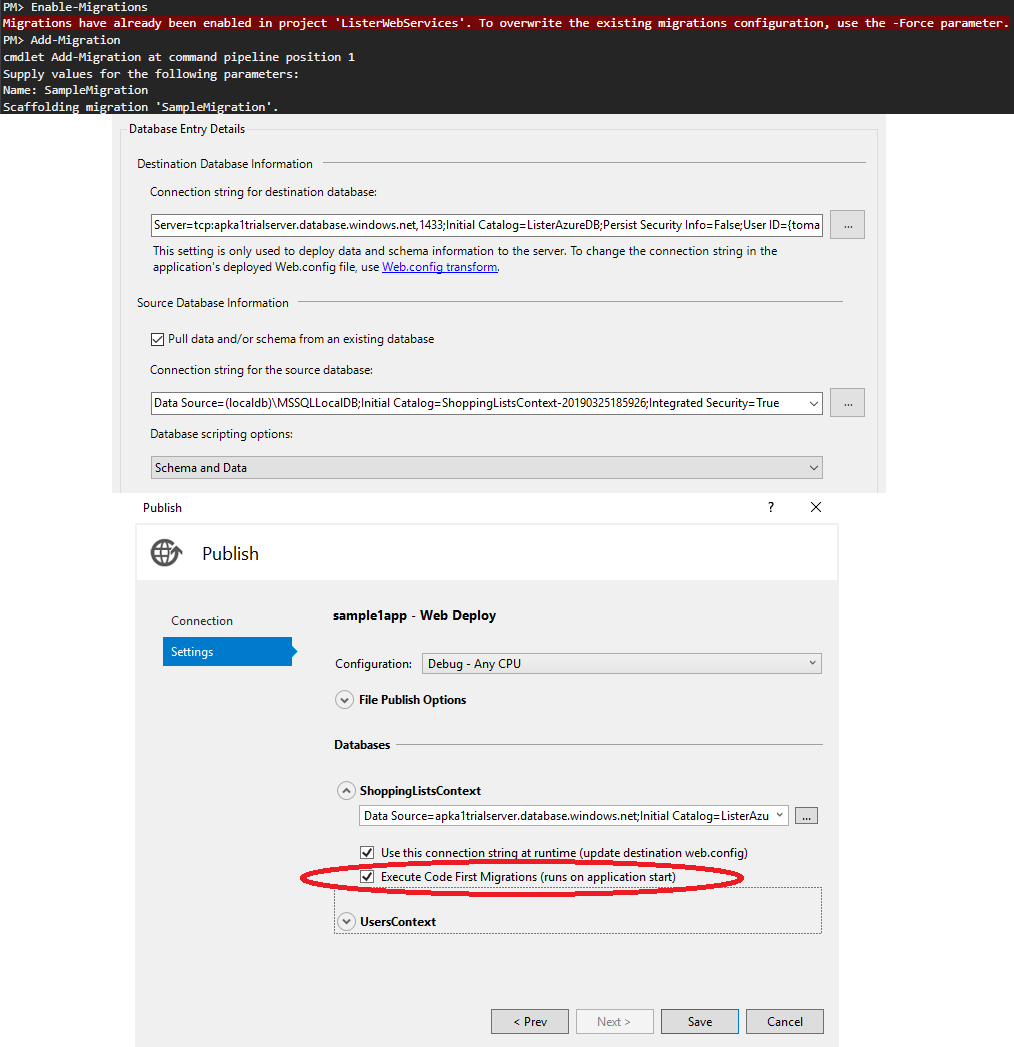 PM> Enable-Migrations
Migrations have already been enabled in project 'ListerWebServices'. To overwrite the existing migrations configuration, use the -Force parameter.
PM> Add-Migration
cmdlet Add-Migration at command pipeline position 1
Supply values for the following parameters:
Name: SampleMigration
Scaffolding migration 'SampleMigration'.
Database Entry Details
Destination Database Information
Connection string for destination database:
Server=tcp:apka1trialserver.database.windows.net,1433;Initial Catalog=ListerAzureDB;Persist Security Info=False;User ID={toma
...
This setting is only used to deploy data and schema information to the server. To change the connection string in the
application's deployed Web.config file, use Web.config transform.
Source Database Information
Pull data and/or schema from an existing database
Connection string for the source database:
Data Source=(localdb)\MSSQLLocalDB;Initial Catalog=ShoppingListsContext-20190325185926;Integrated Security=True
...
Database scripting options:
Schema and Data
Publish
?
Publish
Connection
Settings
sample1app - Web Deploy
Configuration: Debug - Any CPU
File Publish Options
Databases
ShoppingListsContext
Data Source=apka1trialserver.database.windows.net;Initial Catalog=ListerAzu
...
Use this connection string at runtime (update destination web.config)
Execute Code First Migrations (runs on application start)
UsersContext
< Prev
Next >
Save
Cancel